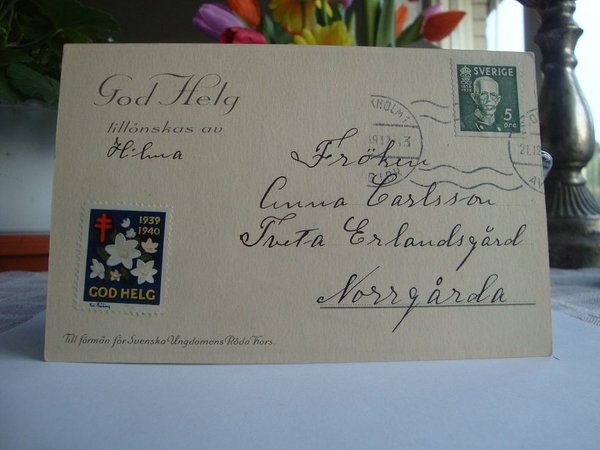 God Helg
tillönskas av
Hilma
SVERIGE
5
öre
Fröken
Anna Carlsson
Tveta Erlandsgård
Norrgårda
1939
1940
GOD HELG
Till förmån för Svenska Ungdomens Röda Kors.